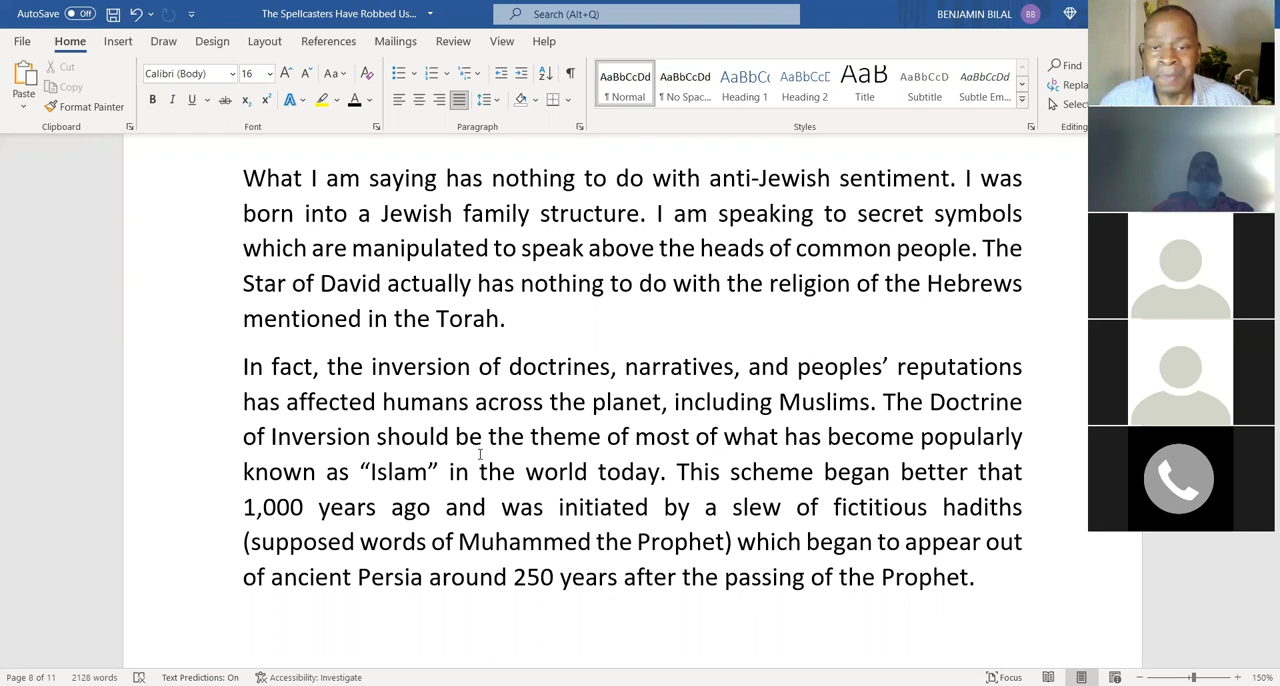 AutoSave Off The Spellcasters Have Robbed Us... Search (Alt+Q) BENJAMIN BILAL BB
File Home Insert Draw Design Layout References Mailings Review View Help
Paste Cut Copy Format Painter
Calibri (Body) 16 Aa
B I U ab x₂ x² A A
AaBbCcDd AaBbCcDd AaBbCc AaBbCcD AaB AaBbCcDd AaBbCcDd
¶ Normal ¶ No Spac... Heading 1 Heading 2 Title Subtitle Subtle Em...
Find
Repla
Selec
Clipboard Font Paragraph Styles Editing
What I am saying has nothing to do with anti-Jewish sentiment. I was
born into a Jewish family structure. I am speaking to secret symbols
which are manipulated to speak above the heads of common people. The
Star of David actually has nothing to do with the religion of the Hebrews
mentioned in the Torah.
In fact, the inversion of doctrines, narratives, and peoples’ reputations
has affected humans across the planet, including Muslims. The Doctrine
of Inversion should be the theme of most of what has become popularly
known as “Islam” in the world today. This scheme began better that
1,000 years ago and was initiated by a slew of fictitious hadiths
(supposed words of Muhammed the Prophet) which began to appear out
of ancient Persia around 250 years after the passing of the Prophet.
Page 8 of 11 2128 words Text Predictions: On Accessibility: Investigate Focus 150%